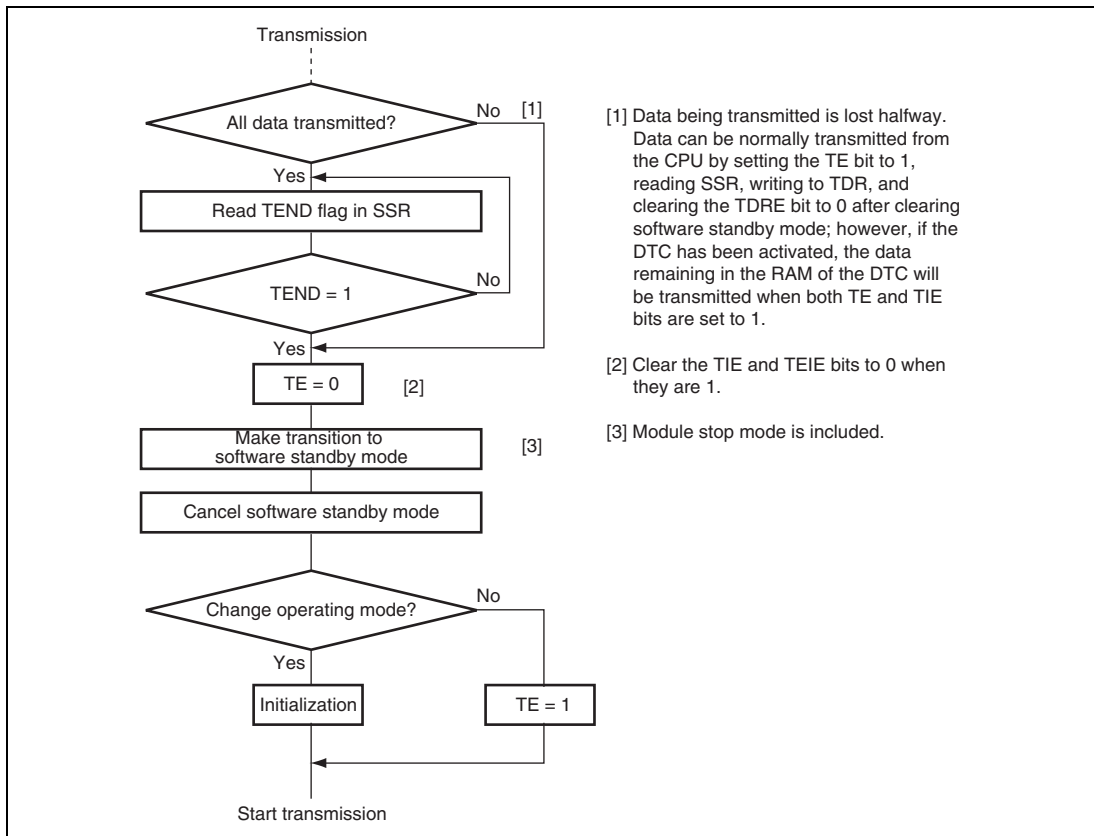 Transmission
All data transmitted?
No
[1]
Yes
Read TEND flag in SSR
TEND = 1
No
Yes
TE = 0
[2]
Make transition to
software standby mode
[3]
Cancel software standby mode
Change operating mode?
No
Yes
Initialization
TE = 1
Start transmission
[1] Data being transmitted is lost halfway.
Data can be normally transmitted from
the CPU by setting the TE bit to 1,
reading SSR, writing to TDR, and
clearing the TDRE bit to 0 after clearing
software standby mode; however, if the
DTC has been activated, the data
remaining in the RAM of the DTC will
be transmitted when both TE and TIE
bits are set to 1.
[2] Clear the TIE and TEIE bits to 0 when
they are 1.
[3] Module stop mode is included.